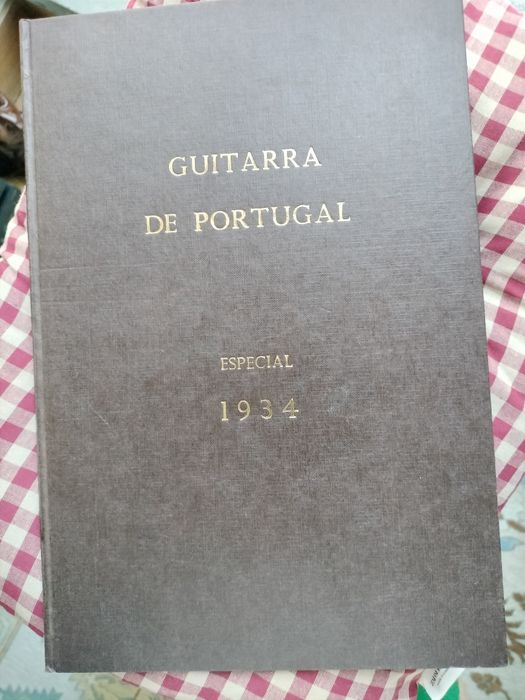 GUITARRA
DE PORTUGAL
ESPECIAL
1934